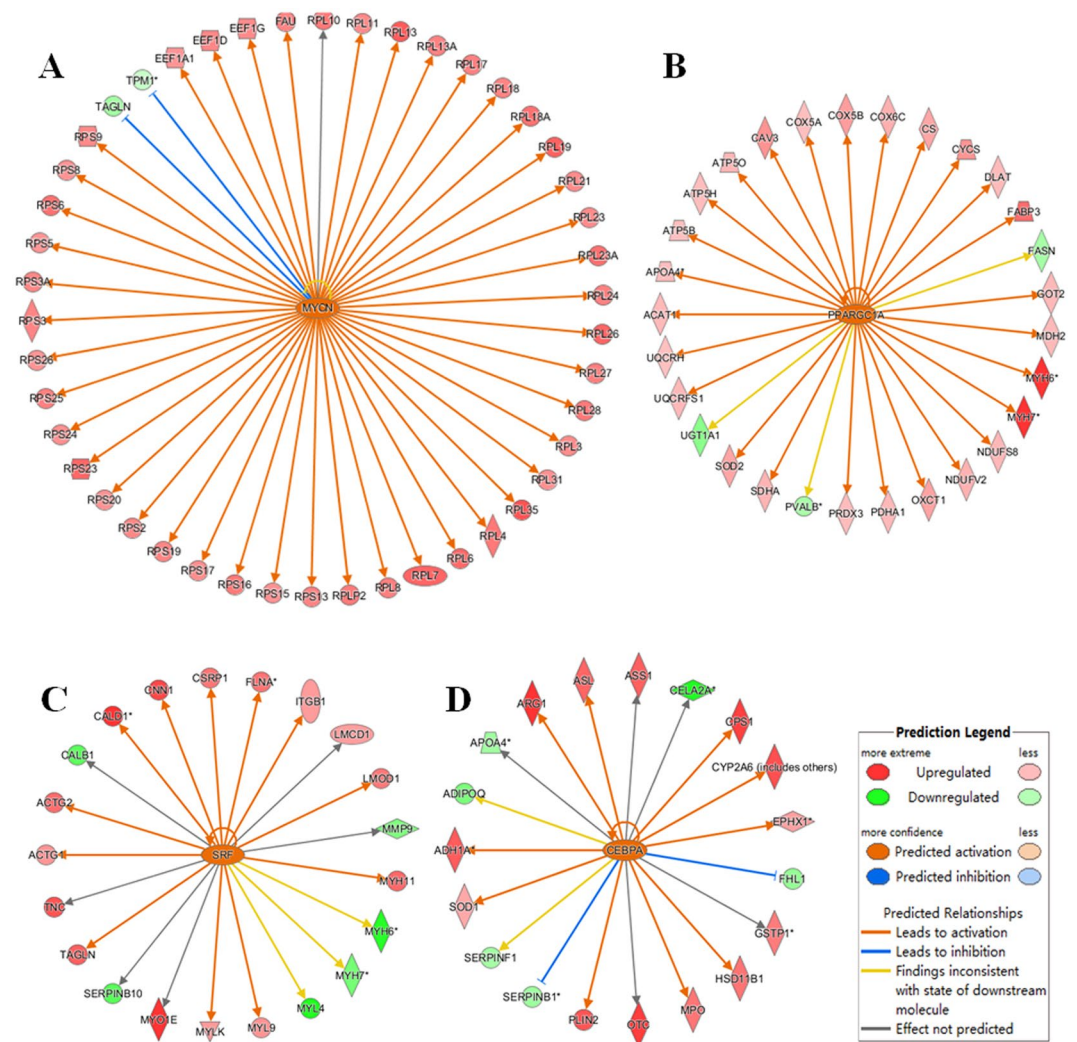 A
EEF1A1
EEF1D
EEF1G
FAU
RPL10
RPL11
RPL13
RPL13A
RPL17
RPL18
RPL18A
RPL19
RPL21
RPL23
RPL23A
RPL24
RPL26
RPL27
RPL28
RPL3
RPL31
RPL35
RPL4
RPL6
RPL7
RPL8
RPLP2
RPS13
RPS15
RPS16
RPS17
RPS19
RPS2
RPS20
RPS23
RPS24
RPS25
RPS26
RPS3
RPS3A
RPS5
RPS6
RPS8
RPS9
TAGLN
TPM1*
MYCN
B
COX5A
COX5B
COX6C
CS
CYCS
DLAT
FABP3
FASN
GOT2
MDH2
MYH6*
MYH7*
NDUFS8
NDUFV2
OXCT1
PDHA1
PRDX3
PVALB*
SDHA
SOD2
UGT1A1
UQCRFS1
UQCRH
ACAT1
APOA4*
ATP5B
ATP5H
ATP5O
CAV3
PPARGC1A
C
CNN1
CSRP1
FLNA*
ITGB1
LMCD1
LMOD1
MMP9
MYH11
MYH6*
MYH7*
MYL4
MYL9
MYLK
MYO1E
SERPINB10
TAGLN
TNC
ACTG1
ACTG2
CALB1
CALD1*
SRF
D
ARG1
ASL
ASS1
CELA2A*
CPS1
CYP2A6 (includes others)
EPHX1*
FHL1
GSTP1*
HSD11B1
MPO
OTC
PLIN2
SERPINB1*
SERPINF1
SOD1
ADH1A*
ADIPOQ
APOA4*
CEBPA
Prediction Legend
more extreme less
Upregulated
Downregulated
more confidence less
Predicted activation
Predicted inhibition
Predicted Relationships
Leads to activation
Leads to inhibition
Findings inconsistent
with state of downstream
molecule
Effect not predicted